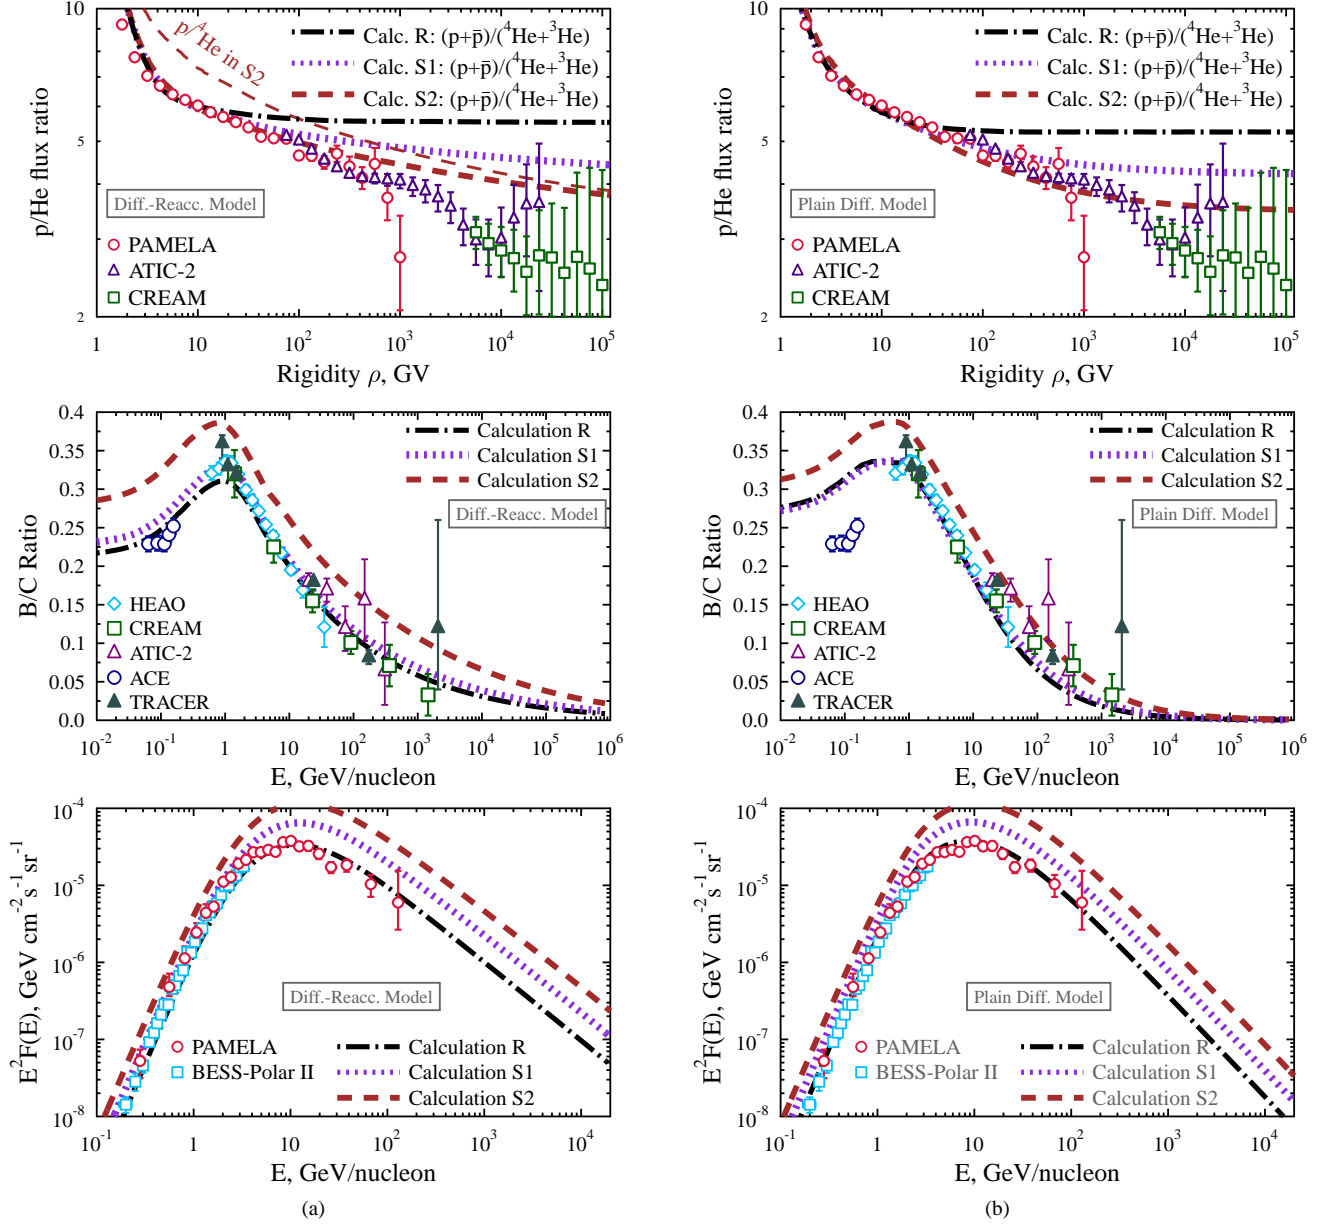 10
5
2
p/He flux ratio
p/⁴He in S2
Calc. R: (p+p̄)/(⁴He+³He)
Calc. S1: (p+p̄)/(⁴He+³He)
Calc. S2: (p+p̄)/(⁴He+³He)
Diff.-Reacc. Model
PAMELA
ATIC-2
CREAM
1 10 10² 10³ 10⁴ 10⁵
Rigidity ρ, GV
10
5
2
p/He flux ratio
Calc. R: (p+p̄)/(⁴He+³He)
Calc. S1: (p+p̄)/(⁴He+³He)
Calc. S2: (p+p̄)/(⁴He+³He)
Plain Diff. Model
PAMELA
ATIC-2
CREAM
1 10 10² 10³ 10⁴ 10⁵
Rigidity ρ, GV
0.4
0.35
0.3
0.25
0.2
0.15
0.1
0.05
0.0
B/C Ratio
Calculation R
Calculation S1
Calculation S2
Diff.-Reacc. Model
HEAO
CREAM
ATIC-2
ACE
TRACER
10⁻² 10⁻¹ 1 10 10² 10³ 10⁴ 10⁵ 10⁶
E, GeV/nucleon
0.4
0.35
0.3
0.25
0.2
0.15
0.1
0.05
0.0
B/C Ratio
Calculation R
Calculation S1
Calculation S2
Plain Diff. Model
HEAO
CREAM
ATIC-2
ACE
TRACER
10⁻² 10⁻¹ 1 10 10² 10³ 10⁴ 10⁵ 10⁶
E, GeV/nucleon
10⁻⁴
10⁻⁵
10⁻⁶
10⁻⁷
10⁻⁸
E²F(E), GeV cm⁻² s⁻¹ sr⁻¹
Diff.-Reacc. Model
PAMELA
BESS-Polar II
Calculation R
Calculation S1
Calculation S2
10⁻¹ 1 10 10² 10³ 10⁴
E, GeV/nucleon
(a)
10⁻⁴
10⁻⁵
10⁻⁶
10⁻⁷
10⁻⁸
E²F(E), GeV cm⁻² s⁻¹ sr⁻¹
Plain Diff. Model
PAMELA
BESS-Polar II
Calculation R
Calculation S1
Calculation S2
10⁻¹ 1 10 10² 10³ 10⁴
E, GeV/nucleon
(b)